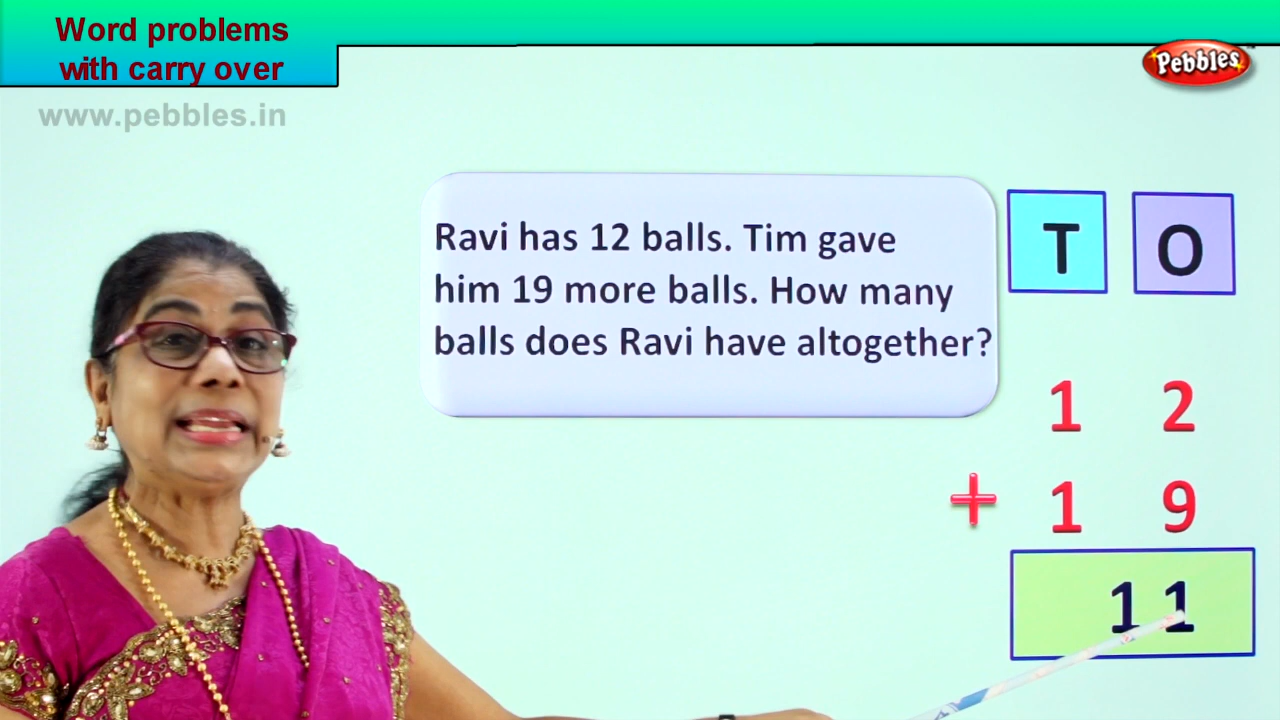 Word problems
with carry over
Pebbles
www.pebbles.in
Ravi has 12 balls. Tim gave
him 19 more balls. How many
balls does Ravi have altogether?
T O
1 2
+ 1 9
11